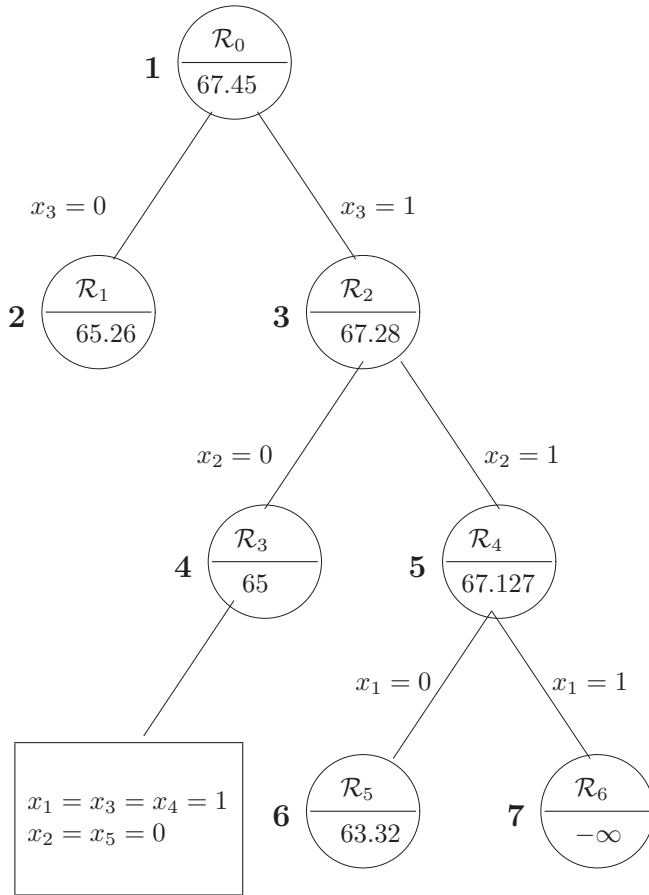 ℛ₀
1
67.45
x₃ = 0
x₃ = 1
ℛ₁
2
65.26
ℛ₂
3
67.28
x₂ = 0
x₂ = 1
ℛ₃
4
65
ℛ₄
5
67.127
x₁ = 0
x₁ = 1
x₁ = x₃ = x₄ = 1
x₂ = x₅ = 0
ℛ₅
6
63.32
ℛ₆
7
−∞